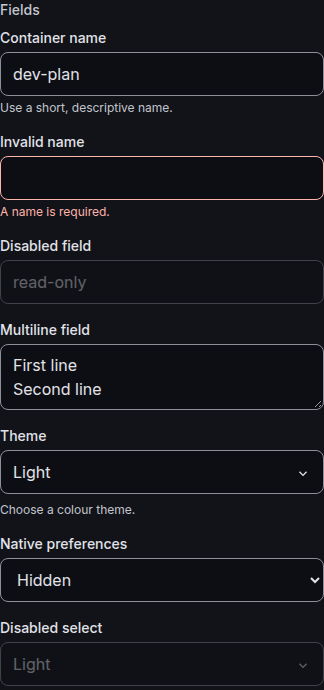 Fields
Container name
dev-plan
Use a short, descriptive name.
Invalid name
A name is required.
Disabled field
read-only
Multiline field
First line
Second line
Theme
Light
Choose a colour theme.
Native preferences
Hidden
Disabled select
Light